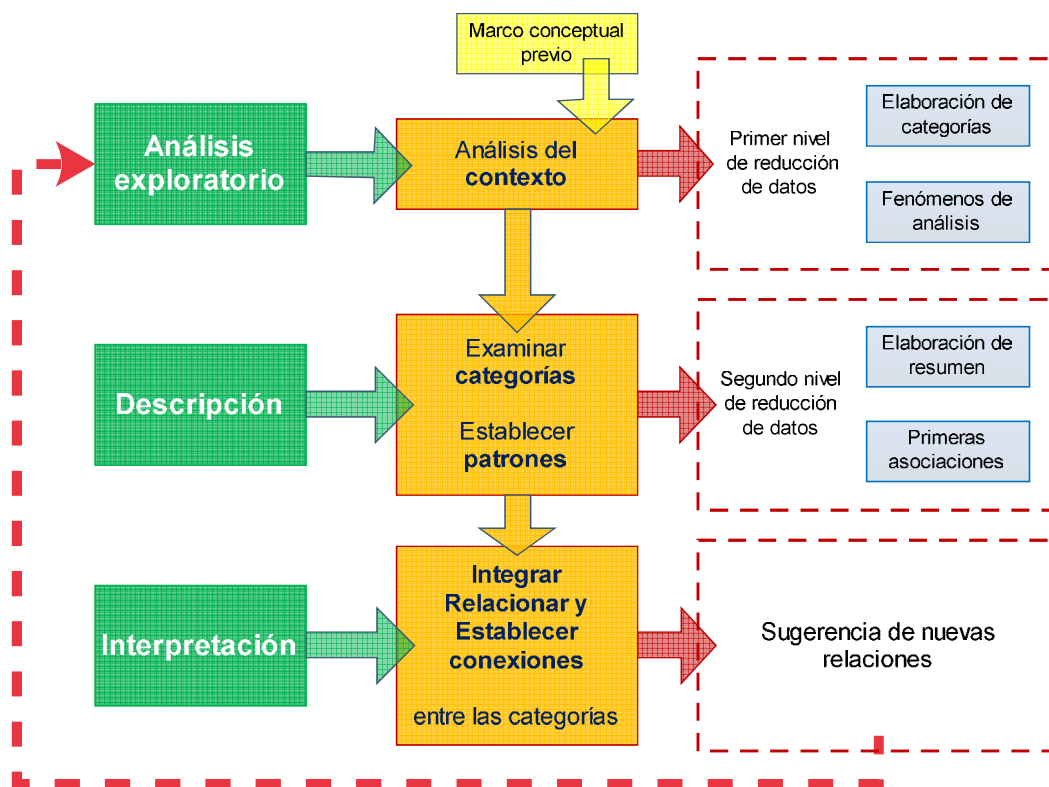 Marco conceptual
previo
Análisis
exploratorio
Análisis del
contexto
Primer nivel
de reducción
de datos
Elaboración de
categorías
Fenómenos de
análisis
Descripción
Examinar
categorías
Establecer
patrones
Segundo nivel
de reducción
de datos
Elaboración de
resumen
Primeras
asociaciones
Interpretación
Integrar
Relacionar y
Establecer
conexiones
entre las categorías
Sugerencia de nuevas
relaciones